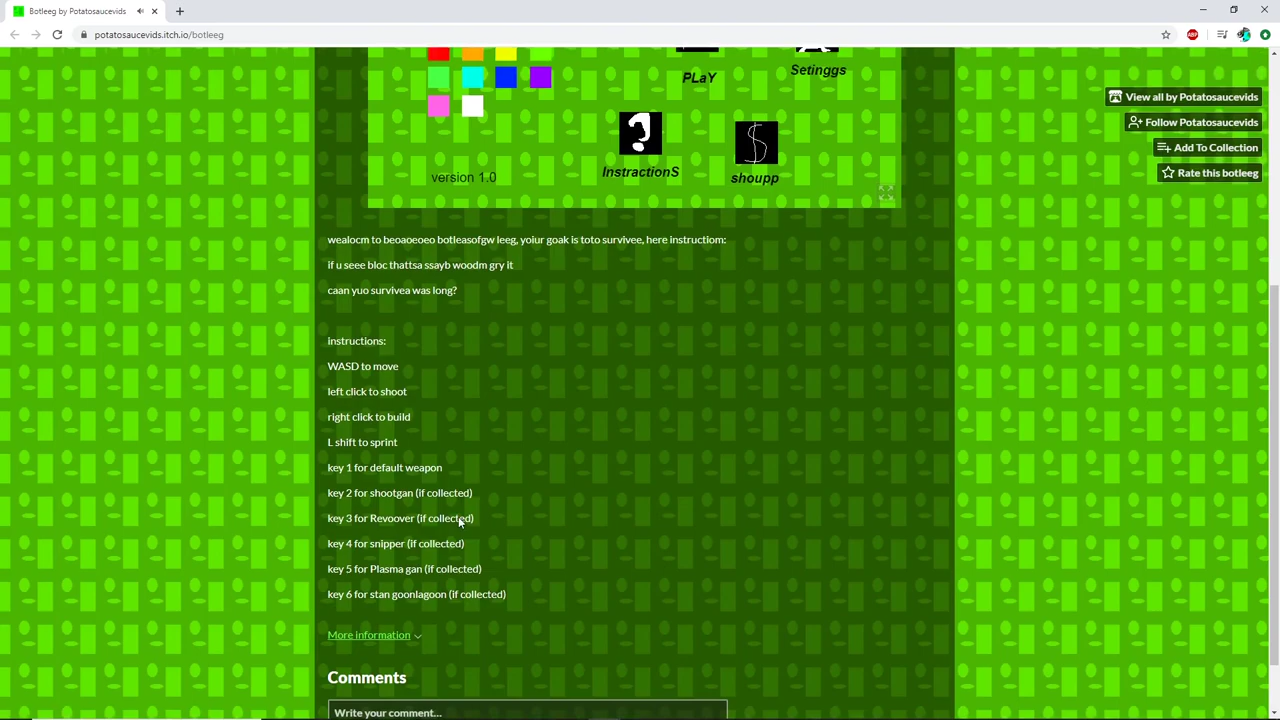 Botleeg by Potatosaucevids
potatosaucevids.itch.io/botleeg
ABP
PLaY
Setinggs
View all by Potatosaucevids
Follow Potatosaucevids
Add To Collection
Rate this botleeg
?
$
InstractionS
shoupp
version 1.0
wealocm to beoaoeoeo botleasofgw leeg, yoiur goak is toto survivee, here instructiom:
if u seee bloc thattsa ssayb woodm gry it
caan yuo survivea was long?
instructions:
WASD to move
left click to shoot
right click to build
L shift to sprint
key 1 for default weapon
key 2 for shootgan (if collected)
key 3 for Revoover (if collected)
key 4 for snipper (if collected)
key 5 for Plasma gan (if collected)
key 6 for stan goonlagoon (if collected)
More information
Comments
Write your comment...